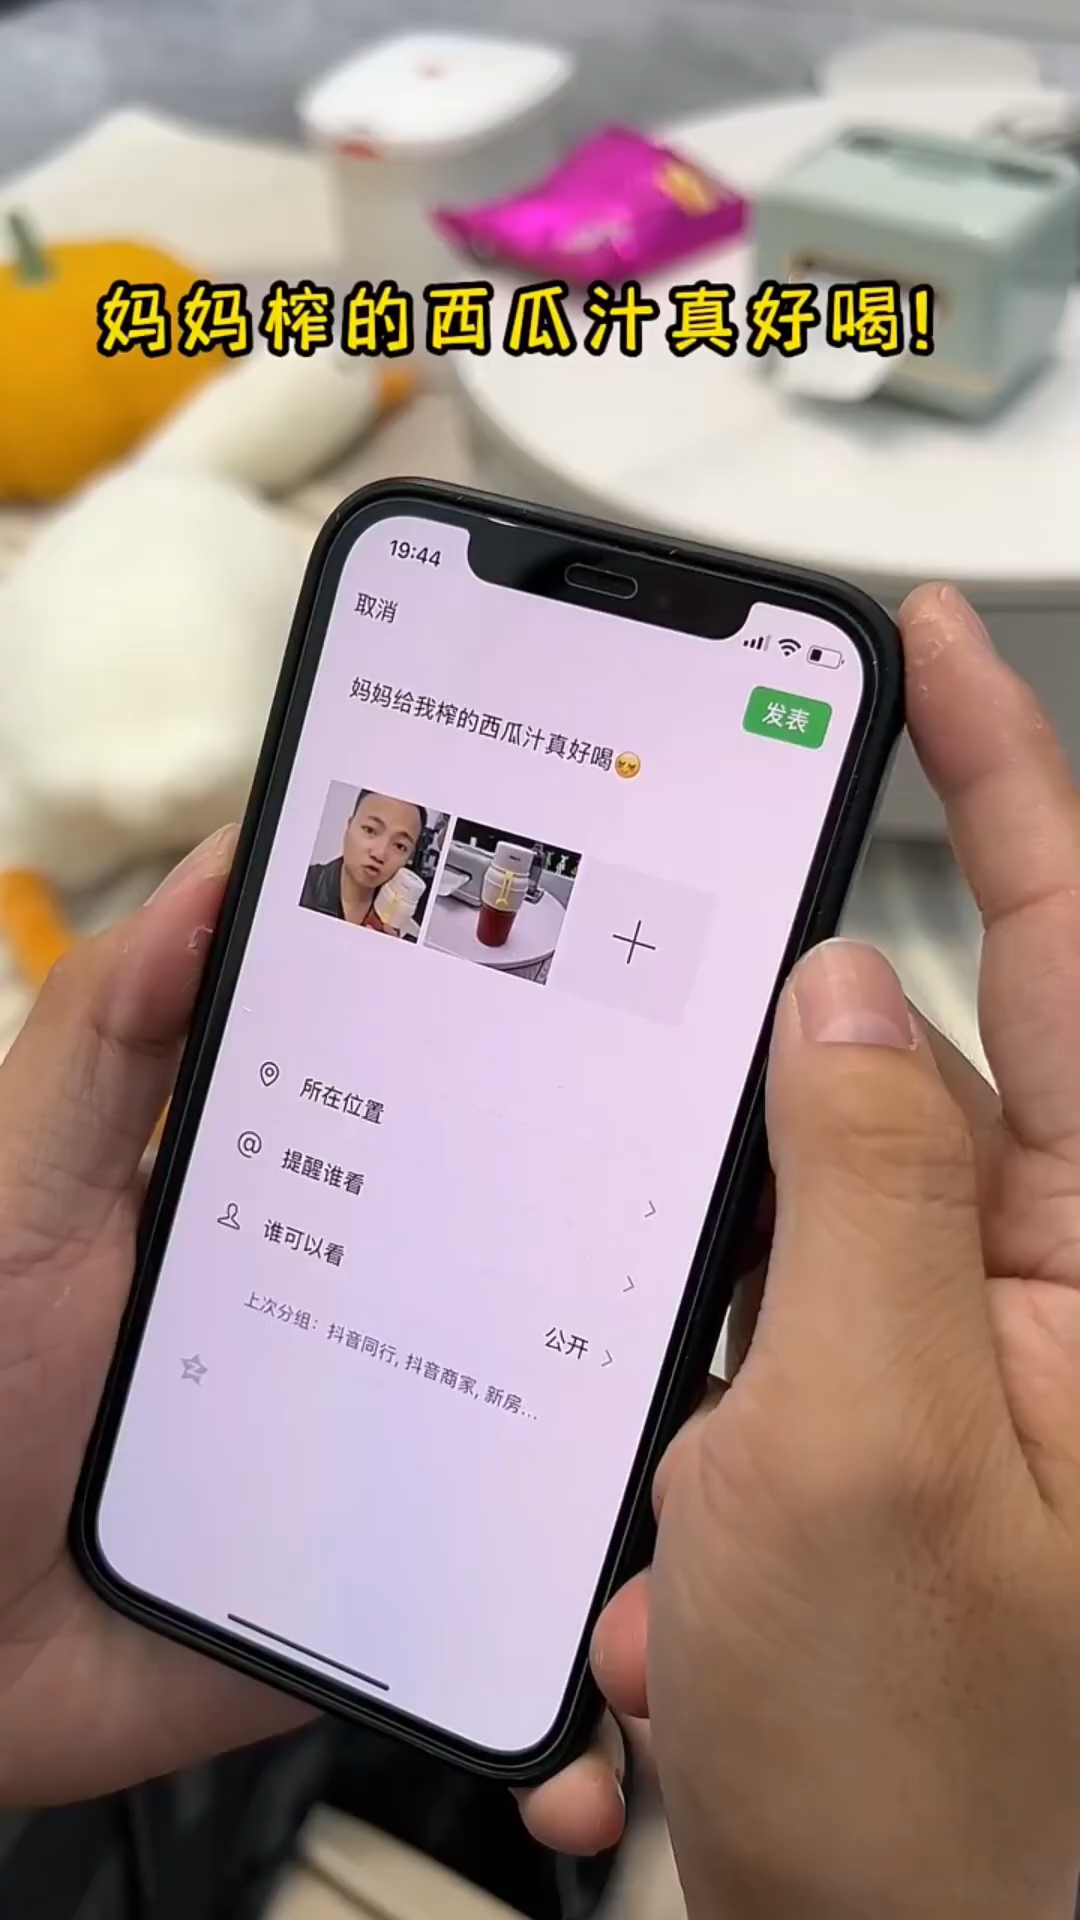 妈妈榨的西瓜汁真好喝!
19:44
取消
发表
妈妈给我榨的西瓜汁真好喝
所在位置
@ 提醒谁看
谁可以看
公开
上次分组：抖音同行, 抖音商家, 新房...